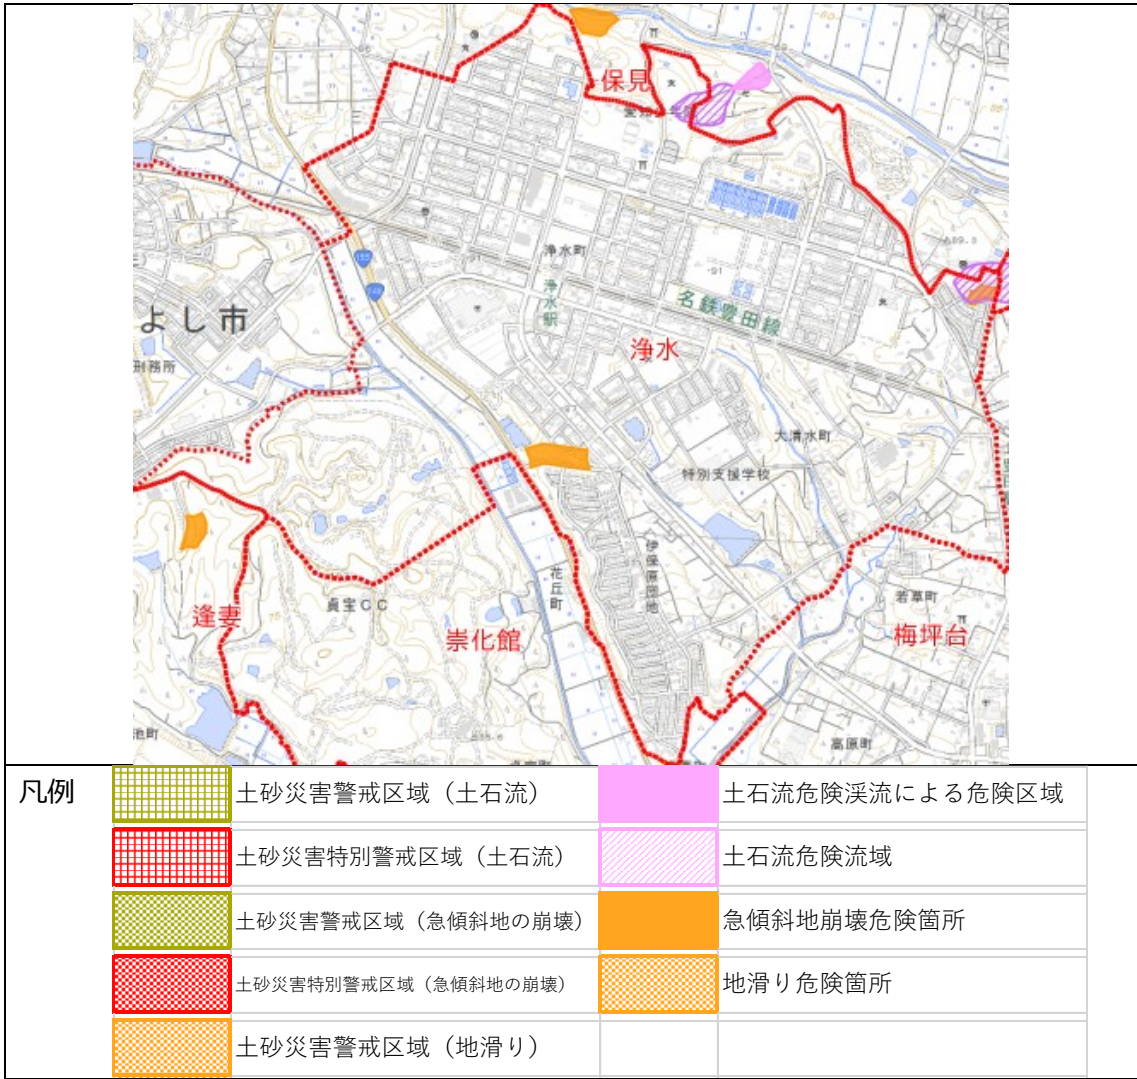 保見
浄水町
155
248
-91
浄水駅
名鉄豊田線
よし市
浄水
刑務所
大清水町
特別支援学校
伊保原団地
花丘町
貞宝CC
若草町
逢妻
崇化館
梅坪台
池町
高原町
凡例
土砂災害警戒区域（土石流）
土石流危険渓流による危険区域
土砂災害特別警戒区域（土石流）
土石流危険流域
土砂災害警戒区域（急傾斜地の崩壊）
急傾斜地崩壊危険箇所
土砂災害特別警戒区域（急傾斜地の崩壊）
地滑り危険箇所
土砂災害警戒区域（地滑り）